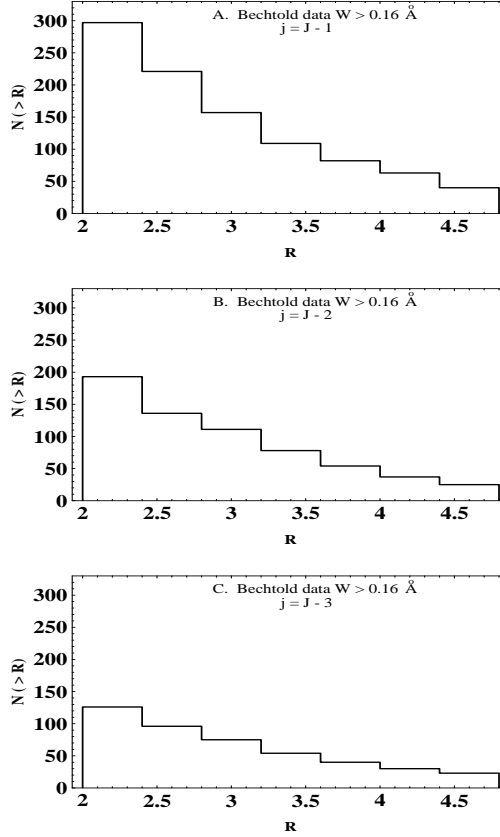 A. Bechtold data W > 0.16 Å
j = J - 1
N ( > R)
300
250
200
150
100
50
0
2 2.5 3 3.5 4 4.5
R
B. Bechtold data W > 0.16 Å
j = J - 2
N ( > R)
300
250
200
150
100
50
0
2 2.5 3 3.5 4 4.5
R
C. Bechtold data W > 0.16 Å
j = J - 3
N ( > R)
300
250
200
150
100
50
0
2 2.5 3 3.5 4 4.5
R